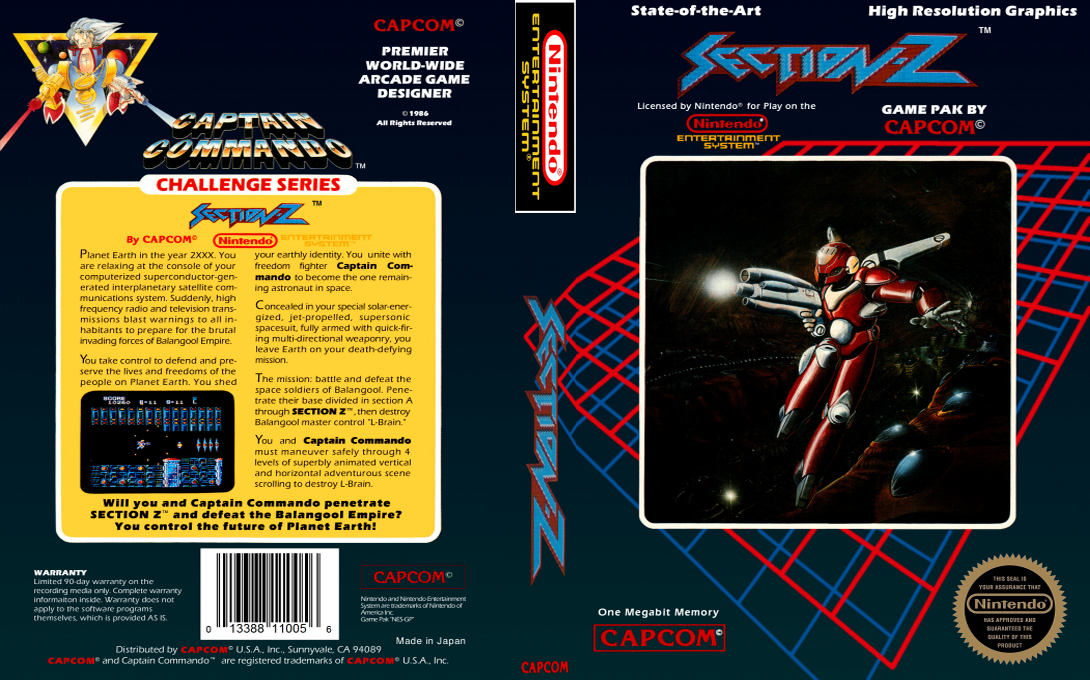 CAPCOM©
PREMIER
WORLD-WIDE
ARCADE GAME
DESIGNER
©1986
All Rights Reserved
CAPTAIN
COMMANDO™
CHALLENGE SERIES
SECTION-Z™
By CAPCOM© Nintendo® ENTERTAINMENT
SYSTEM™
Planet Earth in the year 2XXX. You
are relaxing at the console of your
computerized superconductor-gen-
erated interplanetary satellite com-
munications system. Suddenly, high
frequency radio and television trans-
missions blast warnings to all in-
habitants to prepare for the brutal
invading forces of Balangool Empire.
You take control to defend and pre-
serve the lives and freedoms of the
people on Planet Earth. You shed
your earthly identity. You unite with
freedom fighter Captain Com-
mando to become the one remain-
ing astronaut in space.
Concealed in your special solar-ener-
gized, jet-propelled, supersonic
spacesuit, fully armed with quick-fir-
ing multi-directional weaponry, you
leave Earth on your death-defying
mission.
The mission: battle and defeat the
space soldiers of Balangool. Pene-
trate their base divided in section A
through SECTION Z™, then destroy
Balangool master control "L-Brain."
You and Captain Commando
must maneuver safely through 4
levels of superbly animated vertical
and horizontal adventurous scene
scrolling to destroy L-Brain.
SCORE
10260
Will you and Captain Commando penetrate
SECTION Z™ and defeat the Balangool Empire?
You control the future of Planet Earth!
WARRANTY
Limited 90-day warranty on the
recording media only. Complete warranty
informaiton inside. Warranty does not
apply to the software programs
themselves, which is provided AS IS.
0 13388 11005 6
CAPCOM©
Nintendo and Nintendo Entertainment
System are trademarks of Nintendo of
America Inc.
Game Pak "NES-GP"
Made in Japan
Distributed by CAPCOM© U.S.A., Inc., Sunnyvale, CA 94089
CAPCOM© and Captain Commando™ are registered trademarks of CAPCOM© U.S.A., Inc.
Nintendo®
ENTERTAINMENT
SYSTEM®
SECTION-Z
CAPCOM
State-of-the-Art High Resolution Graphics
SECTION-Z™
Licensed by Nintendo® for Play on the
Nintendo®
ENTERTAINMENT
SYSTEM™
GAME PAK BY
CAPCOM©
One Megabit Memory
CAPCOM©
THIS SEAL IS
YOUR ASSURANCE THAT
Nintendo®
HAS APPROVED AND
GUARANTEED THE
QUALITY OF THIS
PRODUCT